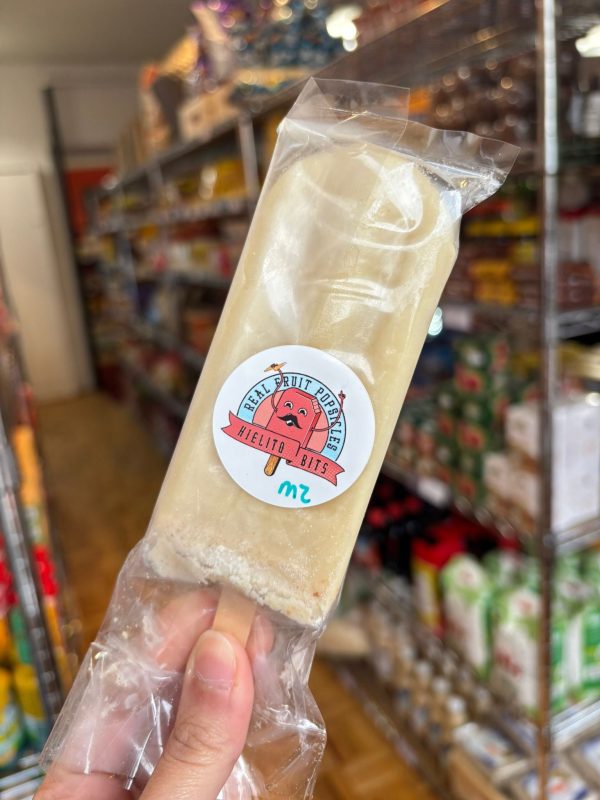 REAL FRUIT POPSICLES
HIELITO BITS
mz